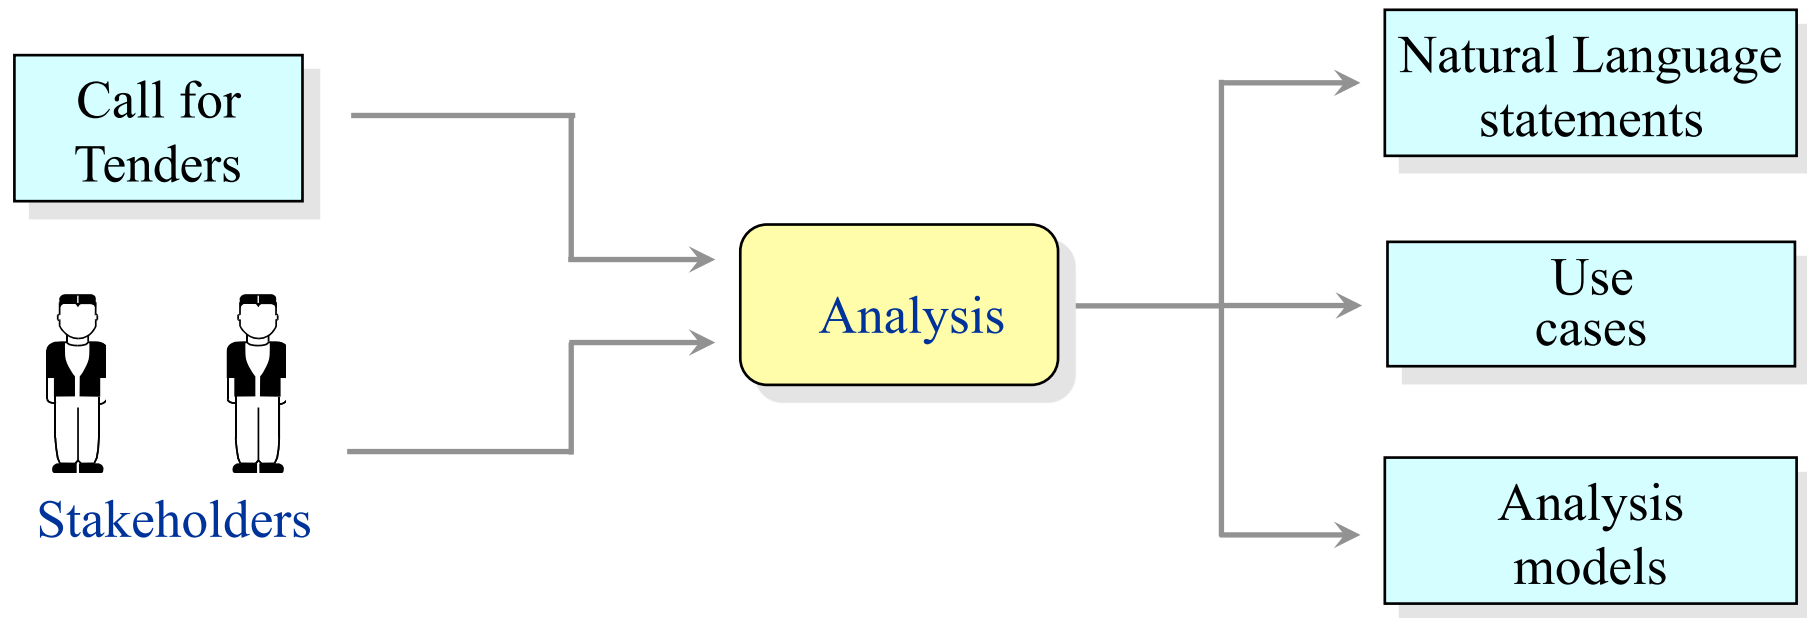 Call for
Tenders
Stakeholders
Analysis
Natural Language
statements
Use
cases
Analysis
models